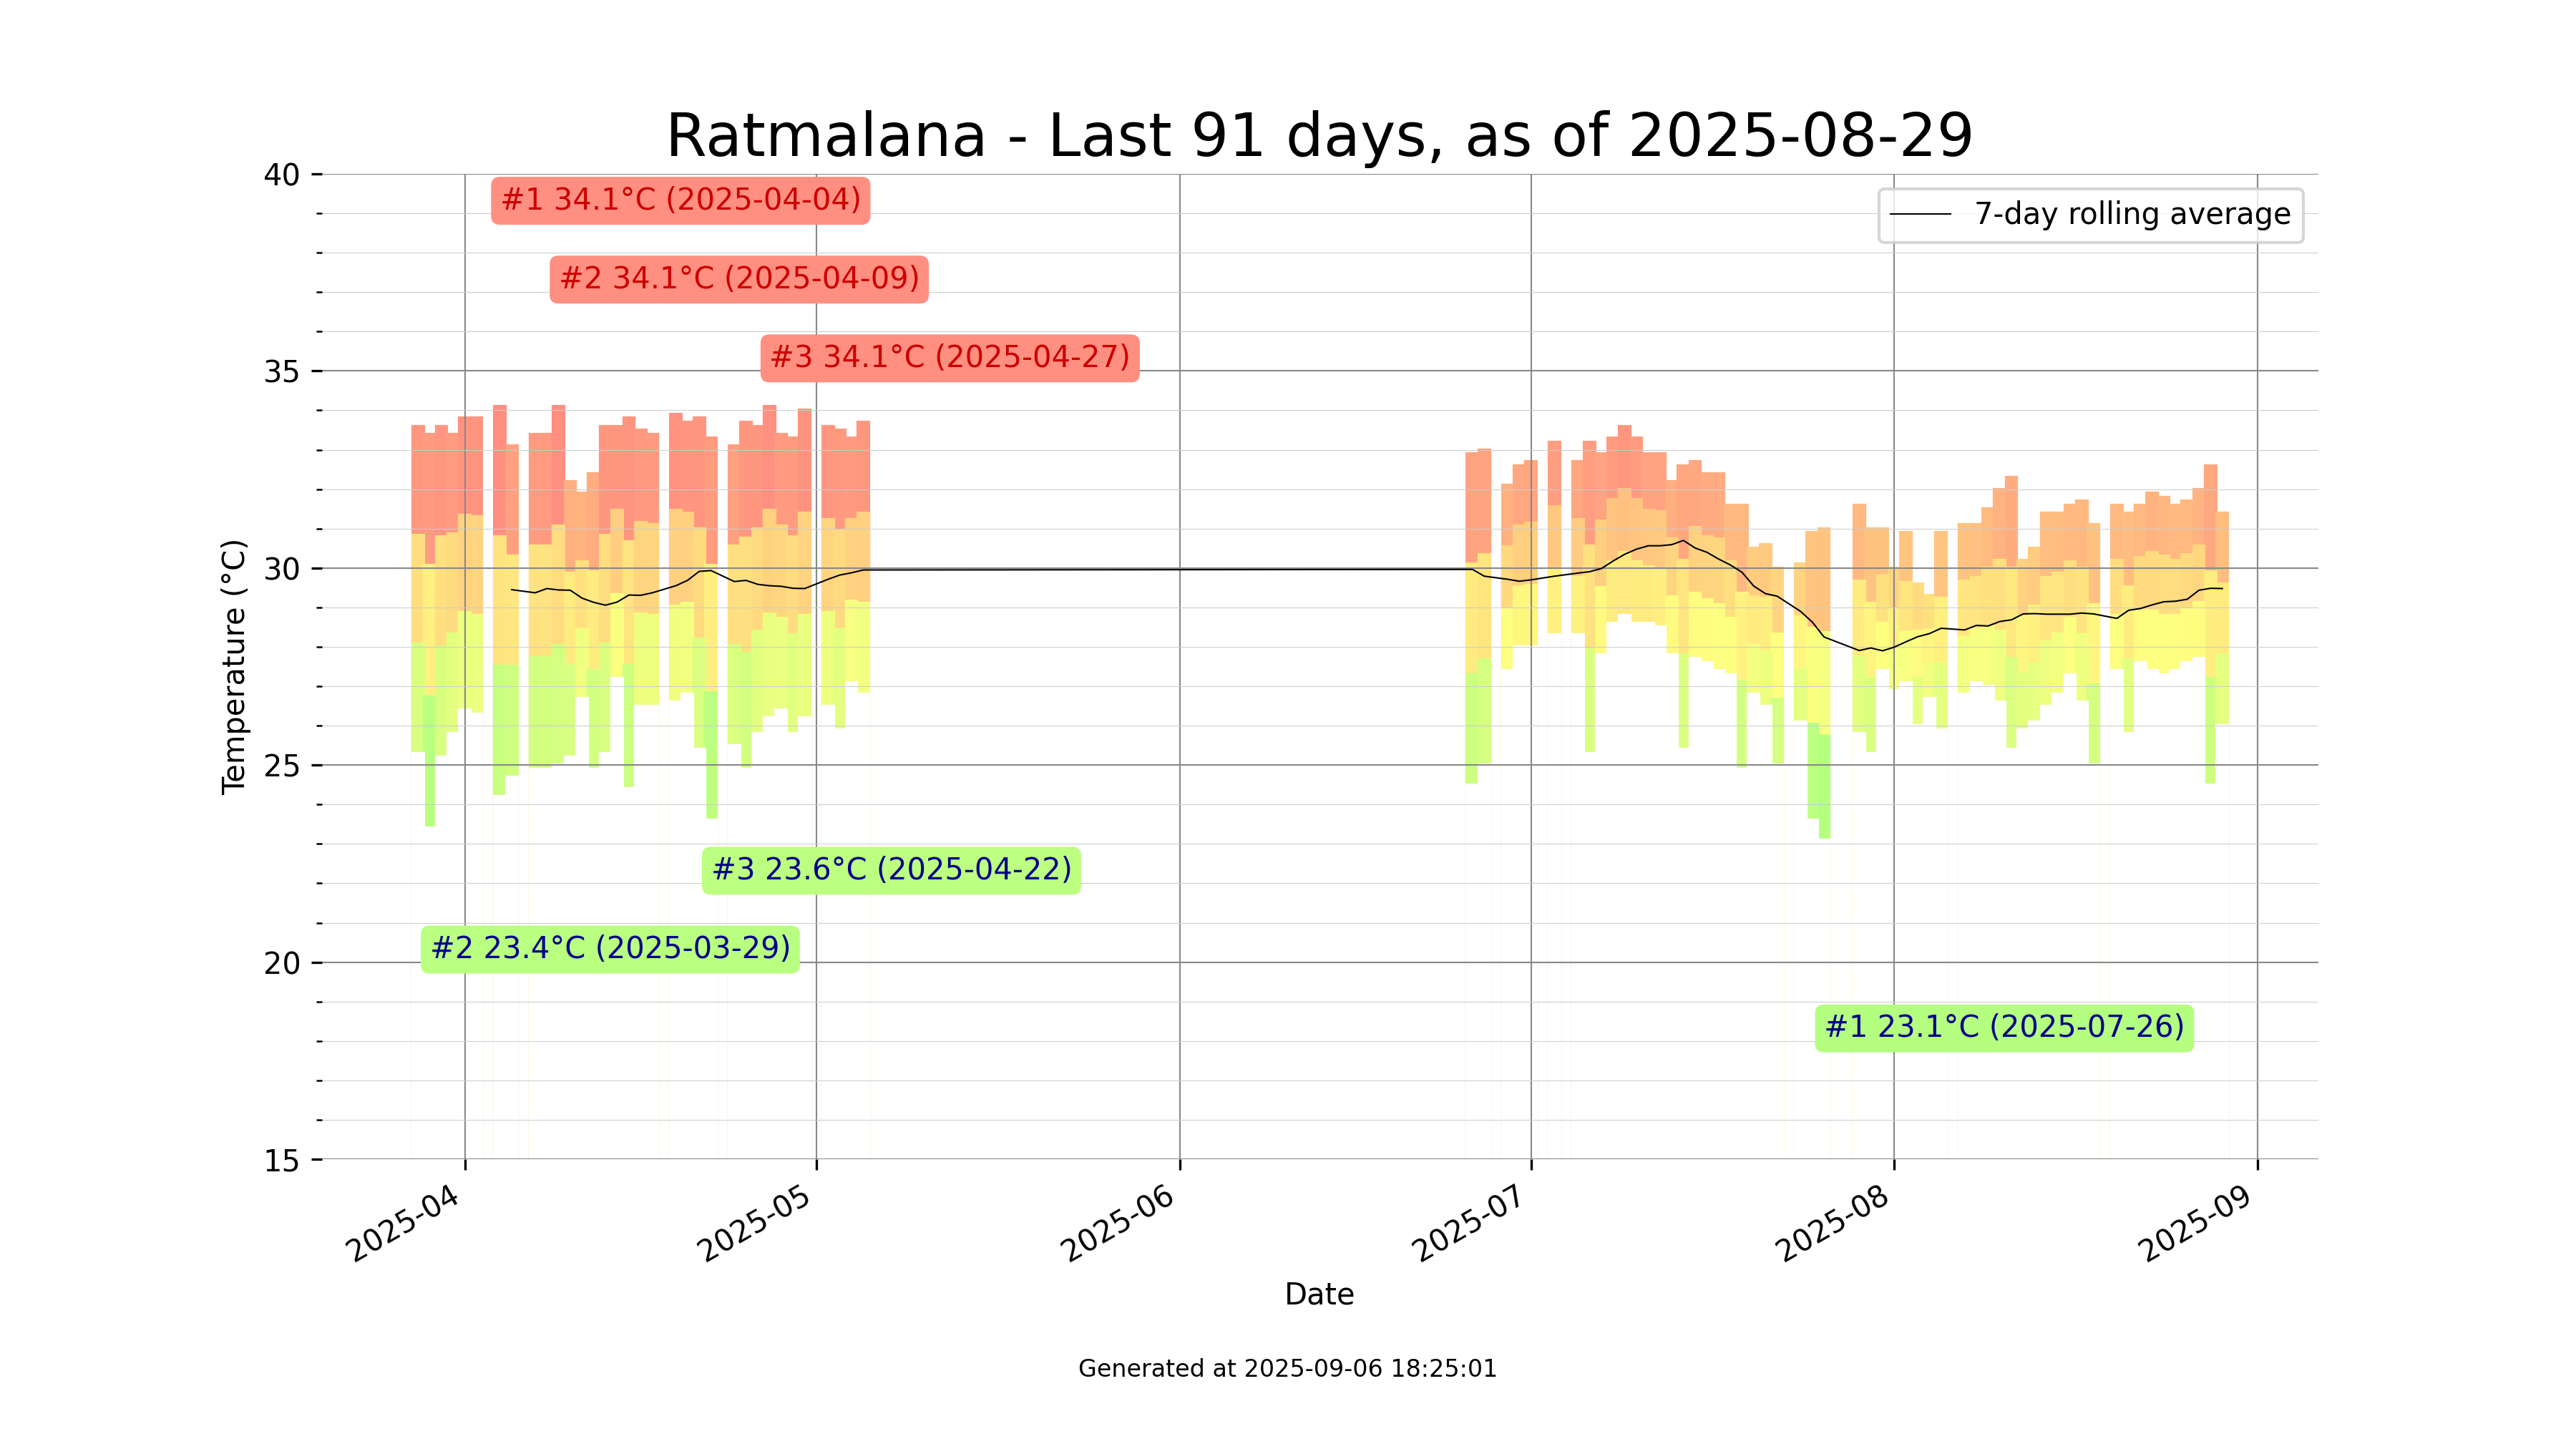 Ratmalana - Last 91 days, as of 2025-08-29
40
35
30
25
20
15
Temperature (°C)
#1 34.1°C (2025-04-04)
#2 34.1°C (2025-04-09)
#3 34.1°C (2025-04-27)
7-day rolling average
#3 23.6°C (2025-04-22)
#2 23.4°C (2025-03-29)
#1 23.1°C (2025-07-26)
2025-04
2025-05
2025-06
2025-07
2025-08
2025-09
Date
Generated at 2025-09-06 18:25:01